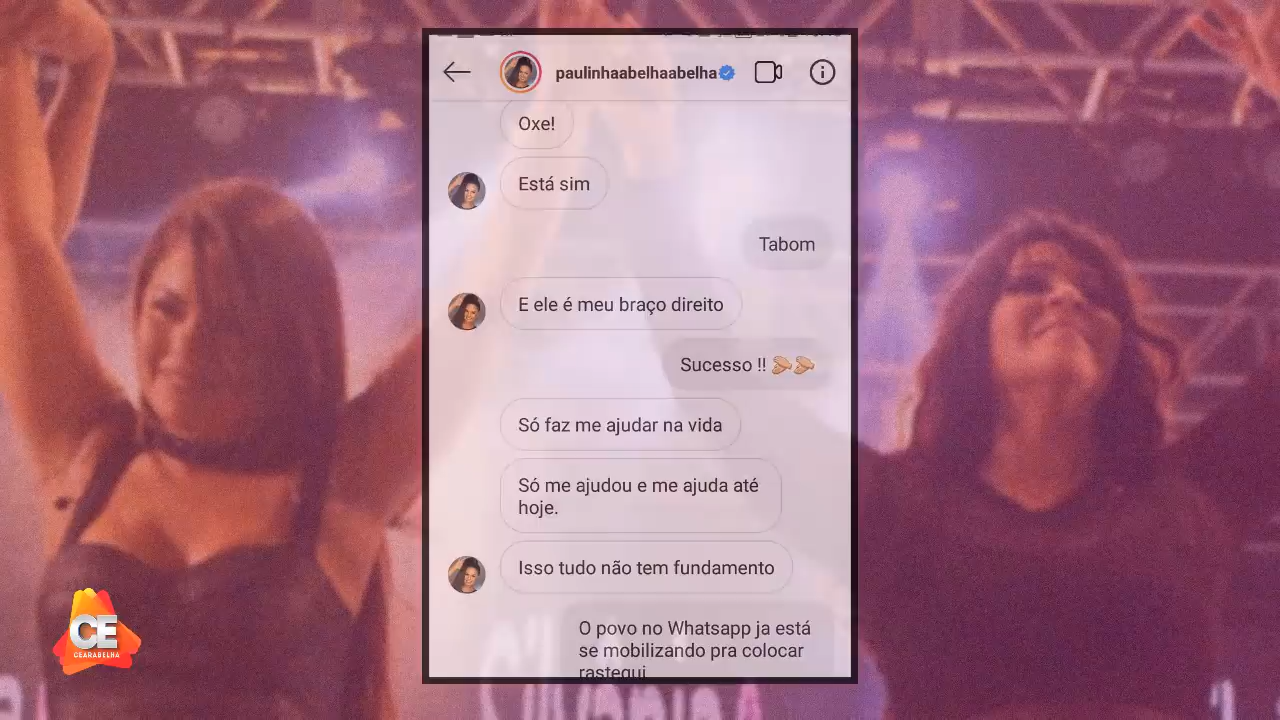 paulinhaabelhaabelha
Oxe!
Está sim
Tabom
E ele é meu braço direito
Sucesso !! 👏🏼👏🏼
Só faz me ajudar na vida
Só me ajudou e me ajuda até
hoje.
Isso tudo não tem fundamento
O povo no Whatsapp ja está
se mobilizando pra colocar
rastegui
CE
CEARABELHA